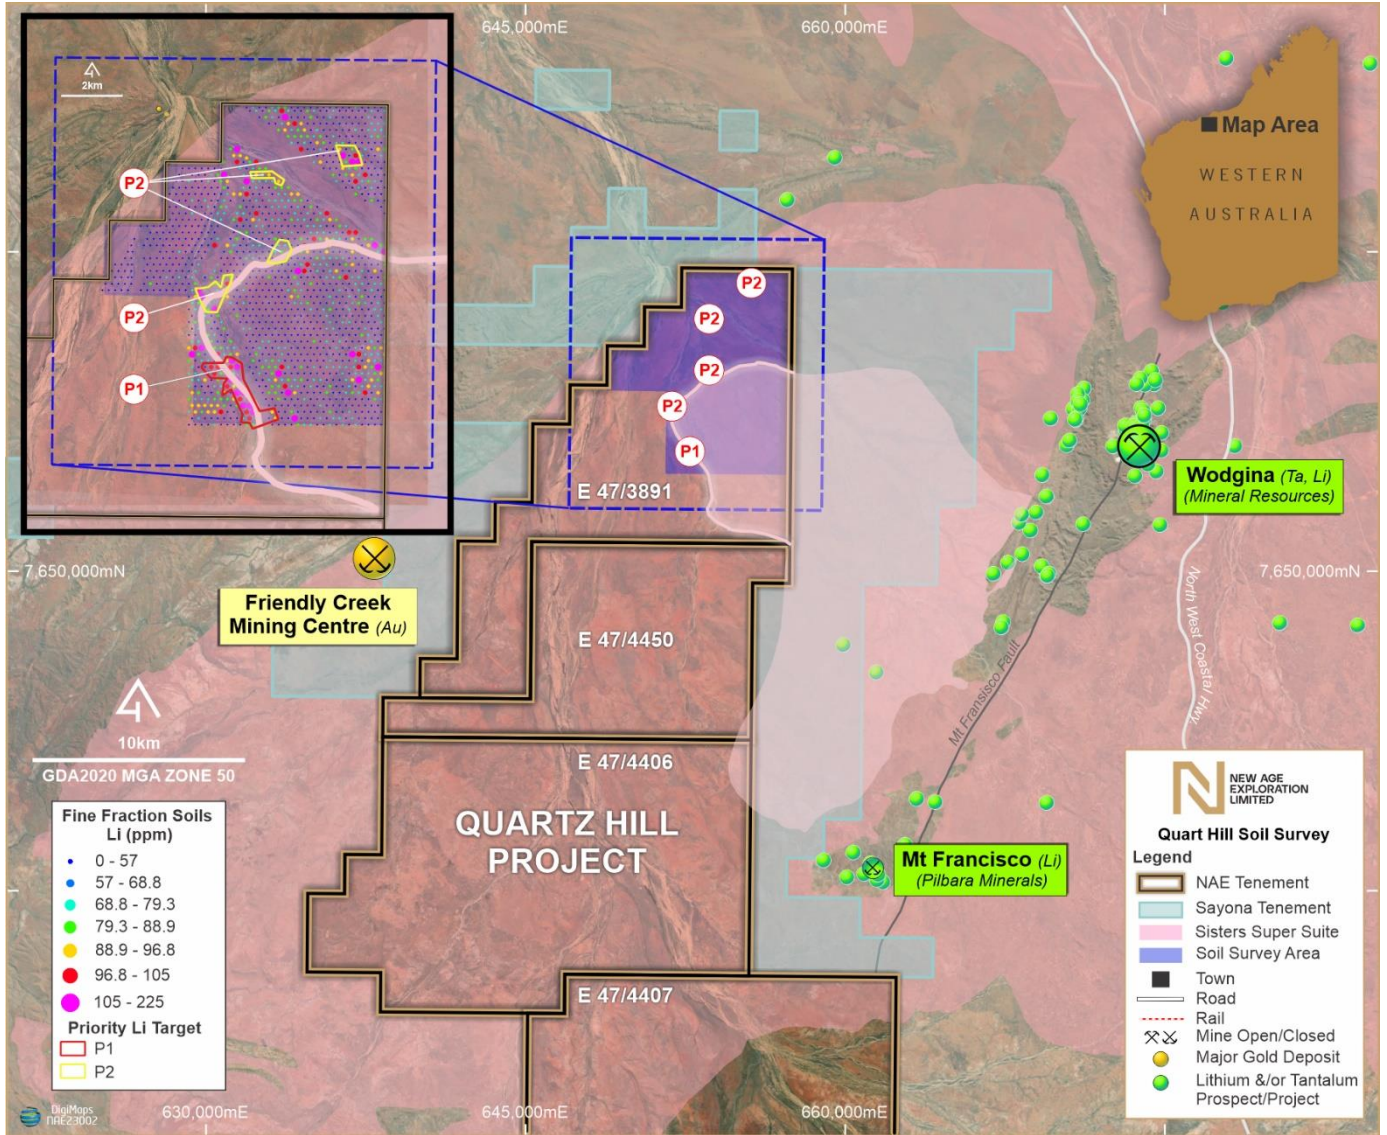 645,000mE
660,000mE
2km
P2
P2
P1
Map Area
WESTERN
AUSTRALIA
P2
P2
P2
P2
P1
E 47/3891
Wodgina (Ta, Li)
(Mineral Resources)
7,650,000mN
7,650,000mN
Friendly Creek
Mining Centre (Au)
North West Coastal Hwy
E 47/4450
Mt Fransisco Fault
10km
GDA2020 MGA ZONE 50
E 47/4406
QUARTZ HILL
PROJECT
Mt Francisco (Li)
(Pilbara Minerals)
E 47/4407
Fine Fraction Soils
Li (ppm)
0 - 57
57 - 68.8
68.8 - 79.3
79.3 - 88.9
88.9 - 96.8
96.8 - 105
105 - 225
Priority Li Target
P1
P2
NEW AGE
EXPLORATION
LIMITED
Quart Hill Soil Survey
Legend
NAE Tenement
Sayona Tenement
Sisters Super Suite
Soil Survey Area
Town
Road
Rail
Mine Open/Closed
Major Gold Deposit
Lithium &/or Tantalum
Prospect/Project
DigiMaps
NAE23002
630,000mE
645,000mE
660,000mE